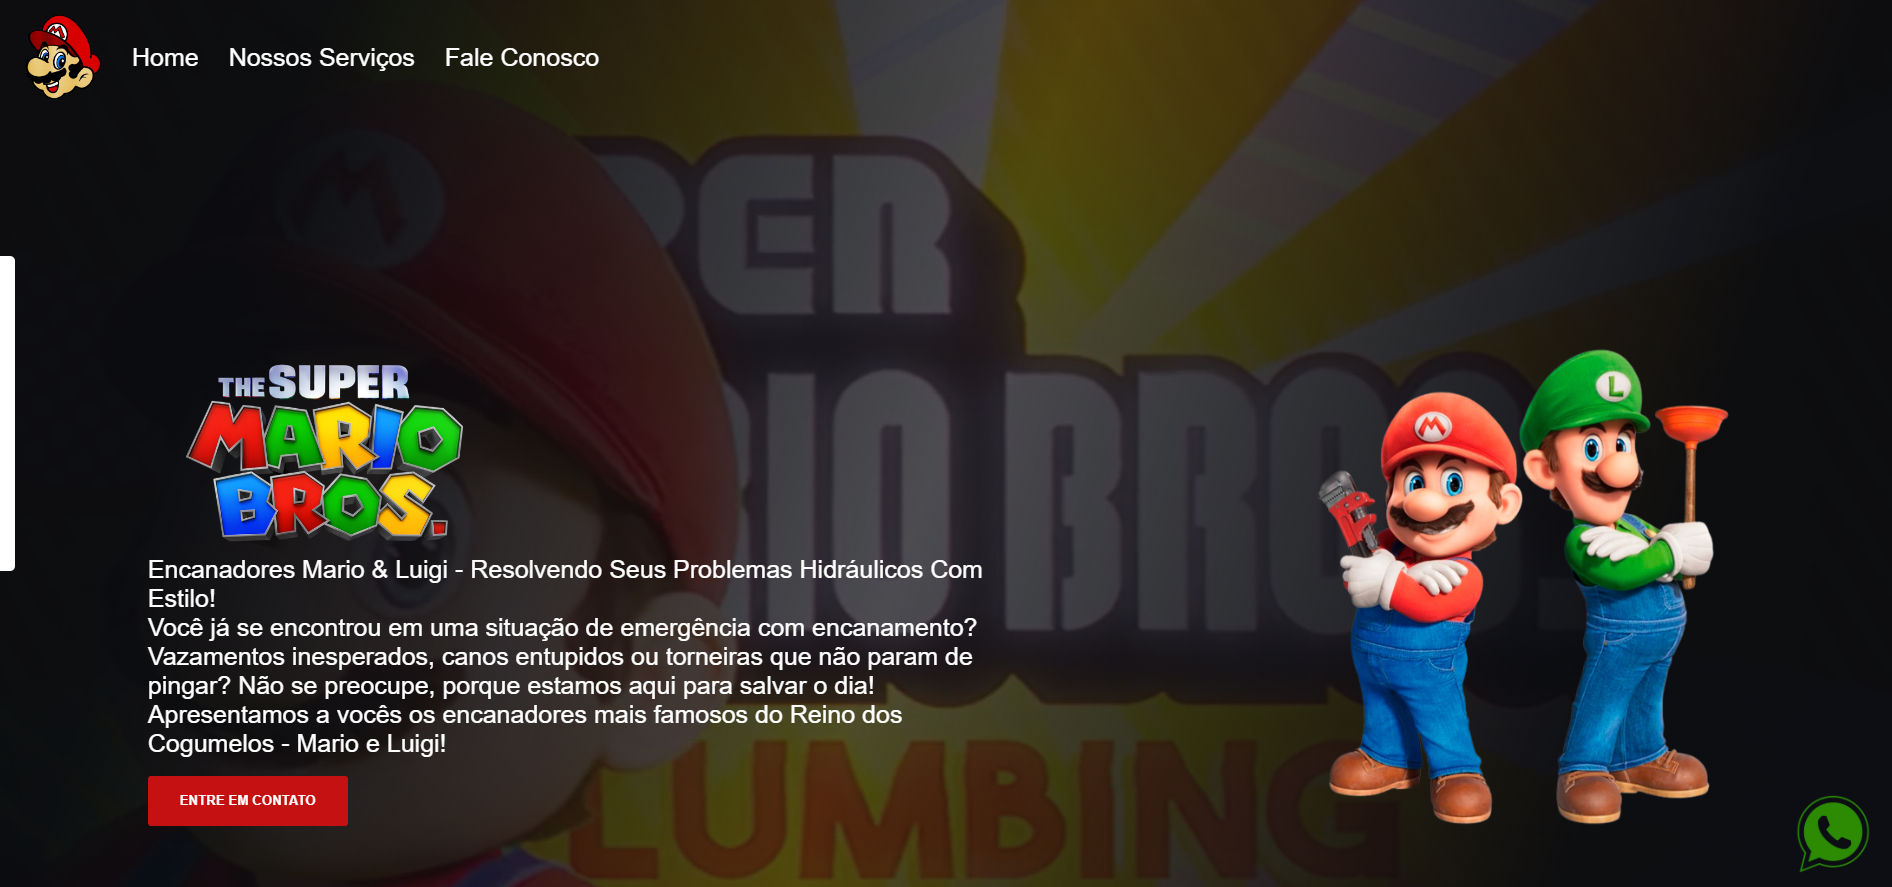 Home Nossos Serviços Fale Conosco
THE SUPER
MARIO
BROS.
Encanadores Mario & Luigi - Resolvendo Seus Problemas Hidráulicos Com
Estilo!
Você já se encontrou em uma situação de emergência com encanamento?
Vazamentos inesperados, canos entupidos ou torneiras que não param de
pingar? Não se preocupe, porque estamos aqui para salvar o dia!
Apresentamos a vocês os encanadores mais famosos do Reino dos
Cogumelos - Mario e Luigi!
ENTRE EM CONTATO
M
M
L
M
PER
RIO BROS.
LUMBING